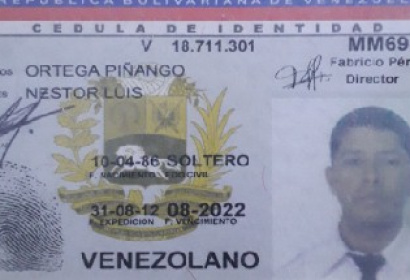 REPUBLICA BOLIVARIANA DE VENEZUEL
CEDULA DE IDENTIDAD
V 18.711.301 MM69
Fabricio Pér
Director
os ORTEGA PIÑANGO
es NESTOR LUIS
10-04-86 SOLTERO
F. NACIMIENTO EDO CIVIL
31-08-12 08-2022
F. EXPEDICION F. VENCIMIENTO
VENEZOLANO